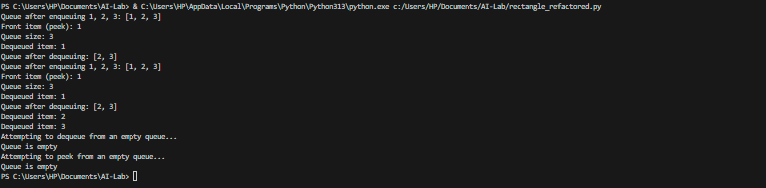 PS C:\Users\HP\Documents\AI-Lab> & C:\Users\HP\AppData\Local\Programs\Python\Python313\python.exe c:/Users/HP/Documents/AI-Lab/rectangle_refactored.py
Queue after enqueuing 1, 2, 3: [1, 2, 3]
Front item (peek): 1
Queue size: 3
Dequeued item: 1
Queue after dequeuing: [2, 3]
Queue after enqueuing 1, 2, 3: [1, 2, 3]
Front item (peek): 1
Queue size: 3
Dequeued item: 1
Queue after dequeuing: [2, 3]
Dequeued item: 2
Dequeued item: 3
Attempting to dequeue from an empty queue...
Queue is empty
Attempting to peek from an empty queue...
Queue is empty
PS C:\Users\HP\Documents\AI-Lab>